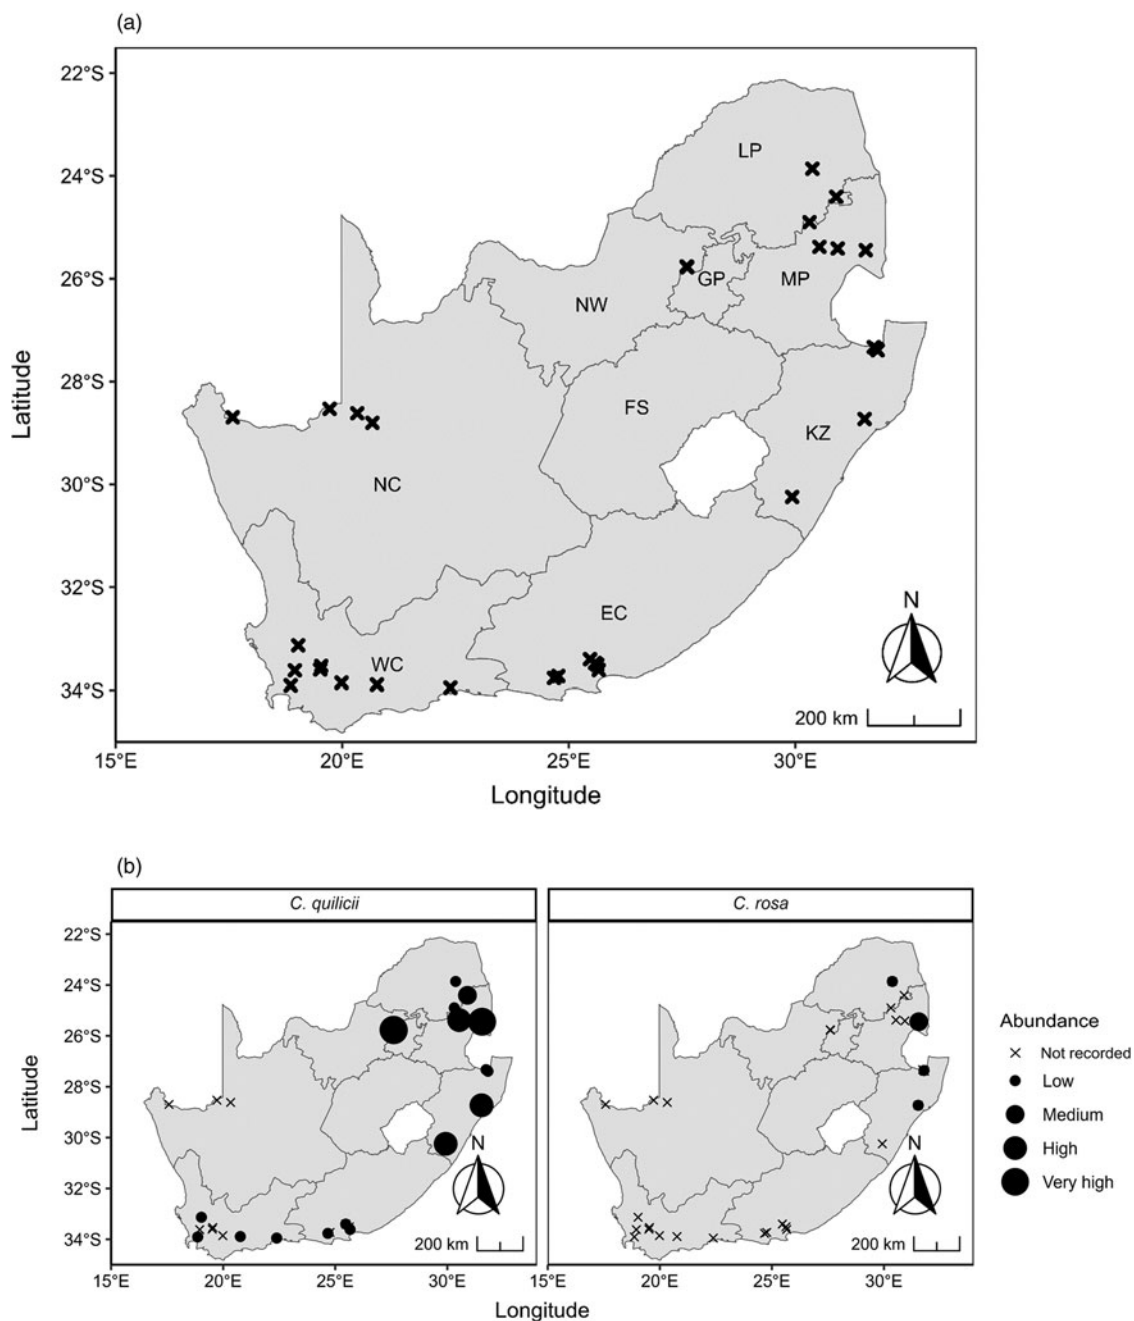 (a)
22°S
24°S
26°S
28°S
30°S
32°S
34°S
Latitude
LP
GP
MP
NW
FS
KZ
NC
EC
WC
N
200 km
15°E
20°E
25°E
30°E
Longitude
(b)
C. quilicii
C. rosa
22°S
24°S
26°S
28°S
30°S
32°S
34°S
Latitude
N
200 km
N
200 km
15°E
20°E
25°E
30°E
15°E
20°E
25°E
30°E
Longitude
Abundance
Not recorded
Low
Medium
High
Very high